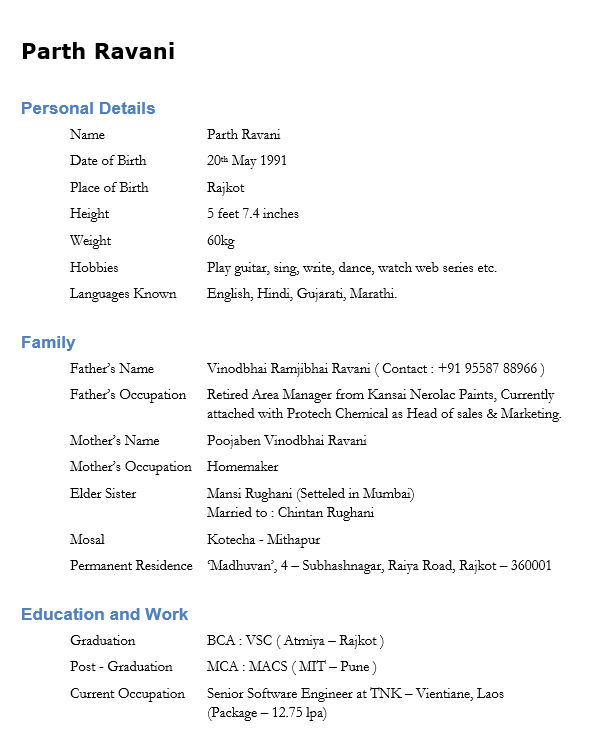 Parth Ravani
Personal Details
Name Parth Ravani
Date of Birth 20th May 1991
Place of Birth Rajkot
Height 5 feet 7.4 inches
Weight 60kg
Hobbies Play guitar, sing, write, dance, watch web series etc.
Languages Known English, Hindi, Gujarati, Marathi.
Family
Father's Name Vinodbhai Ramjibhai Ravani ( Contact : +91 95587 88966 )
Father's Occupation Retired Area Manager from Kansai Nerolac Paints, Currently
attached with Protech Chemical as Head of sales & Marketing.
Mother's Name Poojaben Vinodbhai Ravani
Mother's Occupation Homemaker
Elder Sister Mansi Rughani (Setteled in Mumbai)
Married to : Chintan Rughani
Mosal Kotecha - Mithapur
Permanent Residence 'Madhuvan', 4 – Subhashnagar, Raiya Road, Rajkot – 360001
Education and Work
Graduation BCA : VSC ( Atmiya – Rajkot )
Post - Graduation MCA : MACS ( MIT – Pune )
Current Occupation Senior Software Engineer at TNK – Vientiane, Laos
(Package – 12.75 lpa)